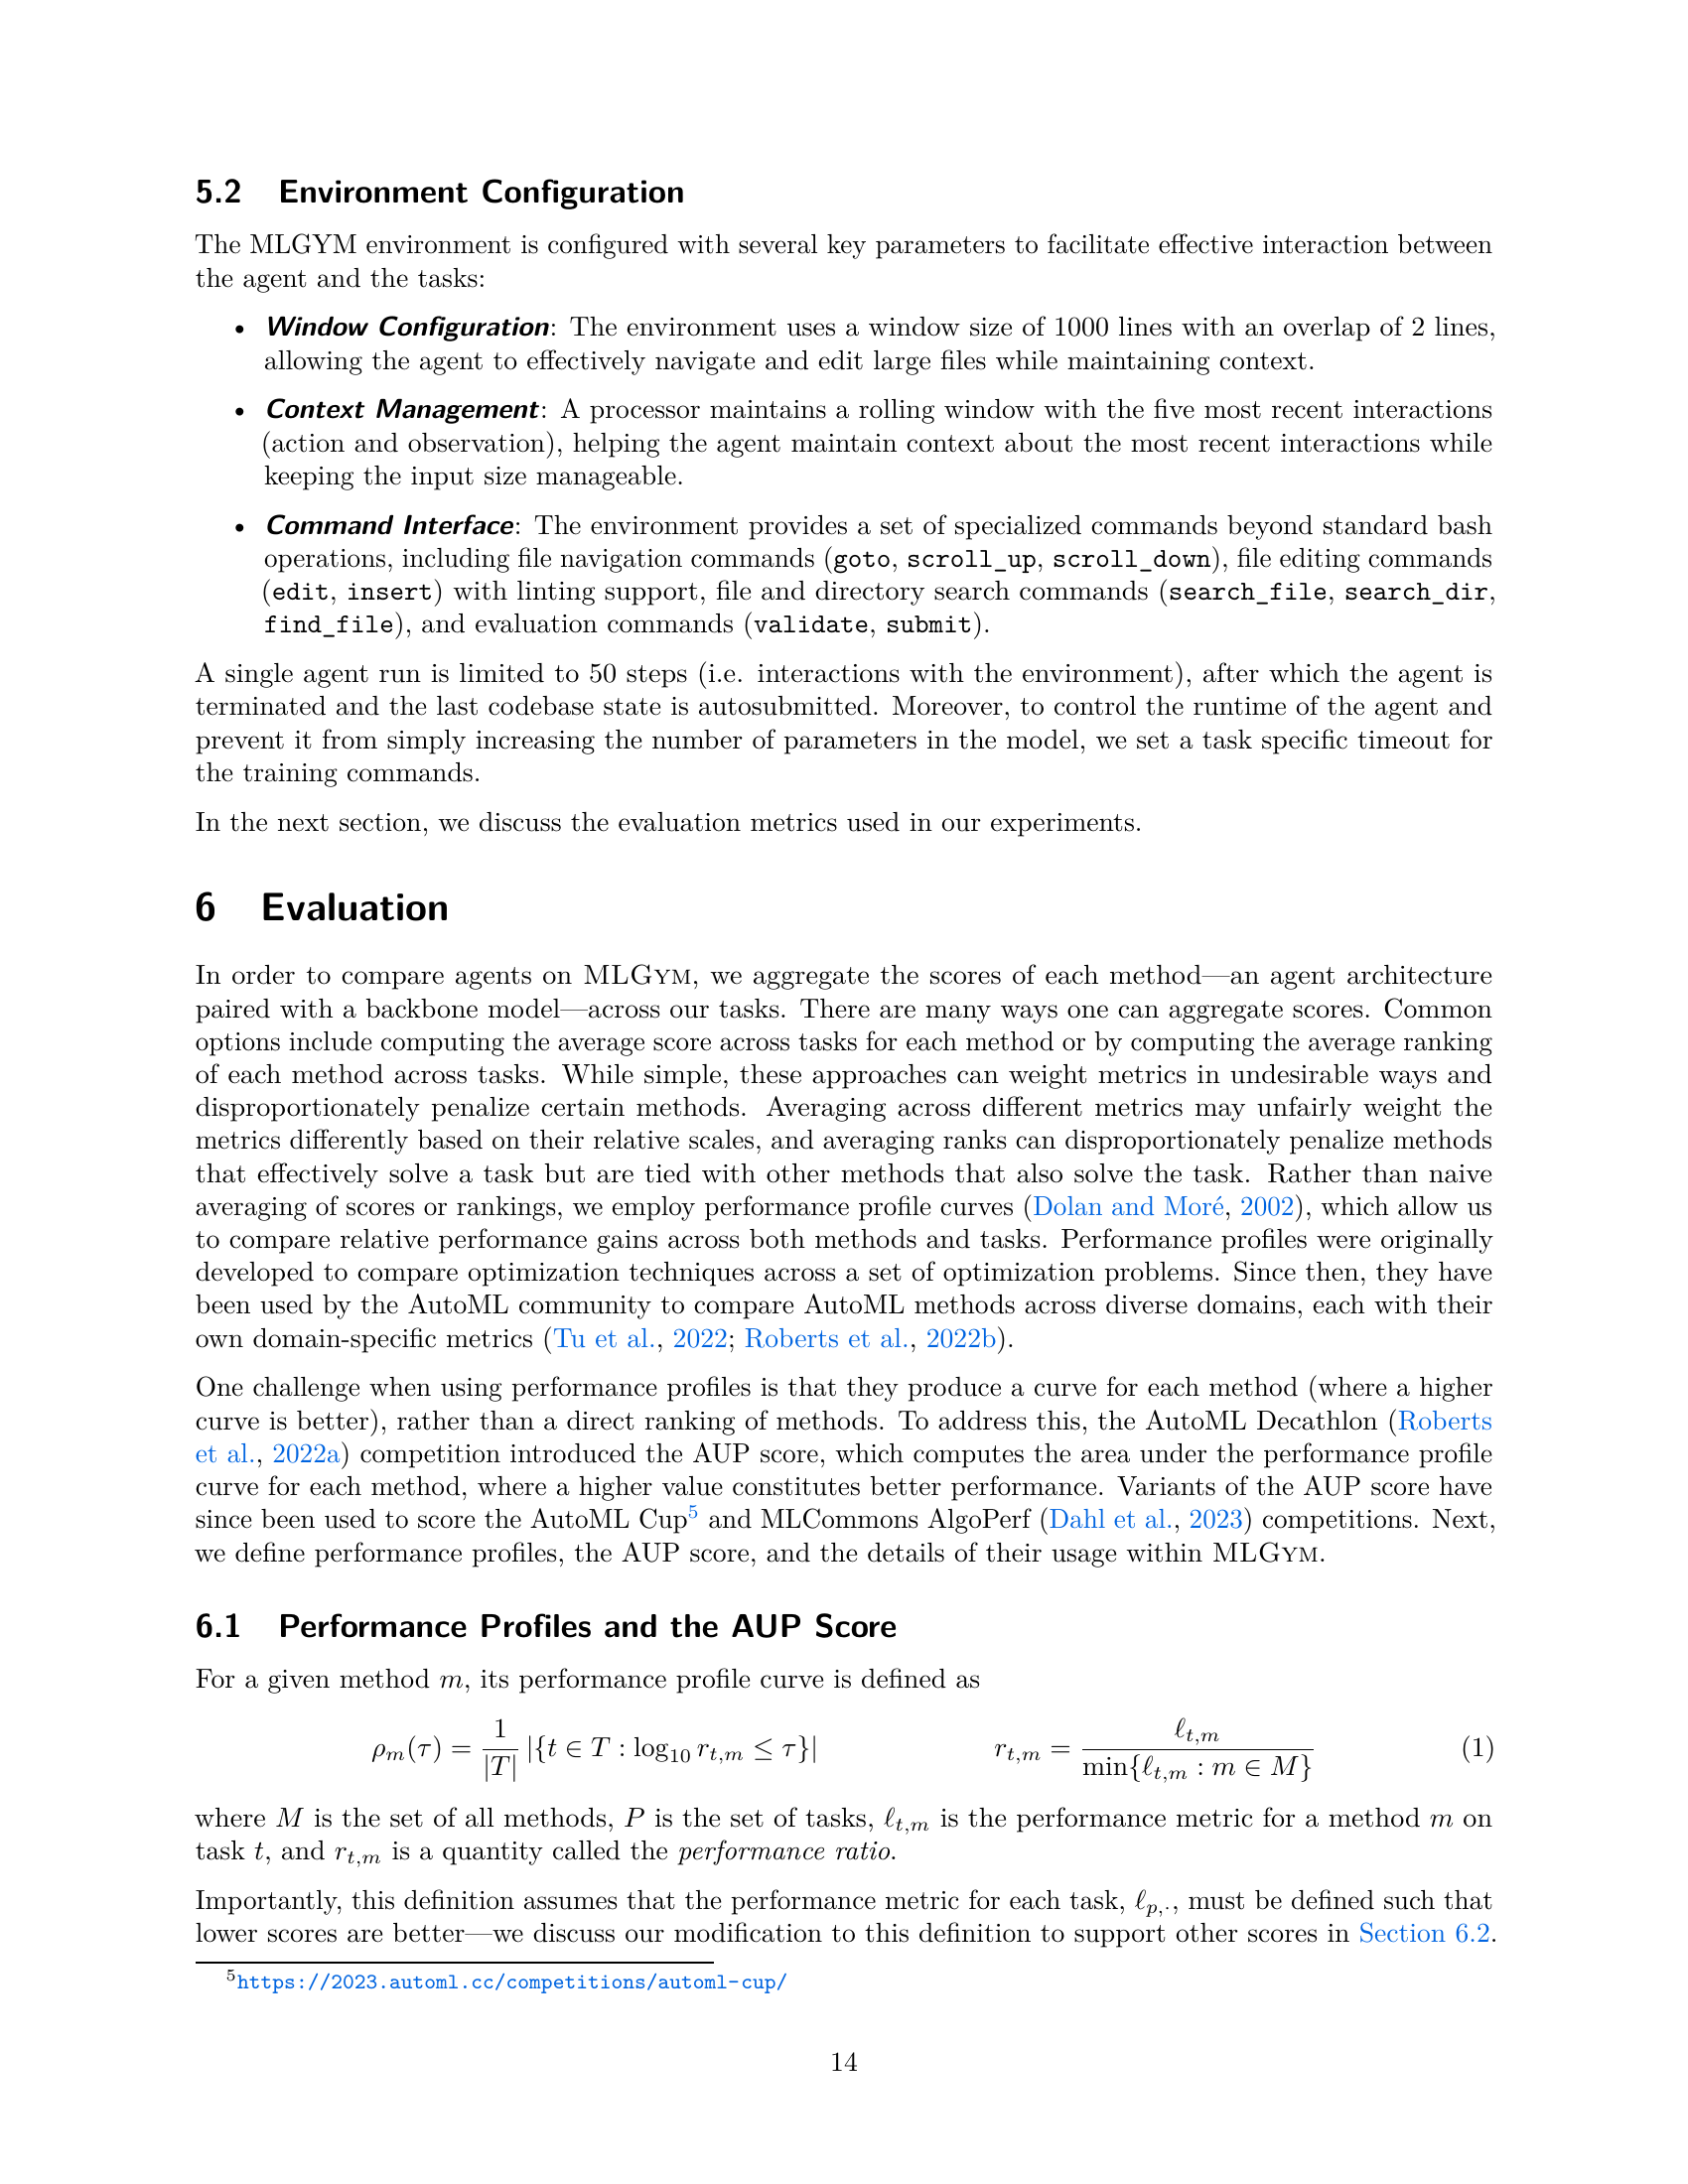 5.2 Environment Configuration
The MLGYM environment is configured with several key parameters to facilitate effective interaction between
the agent and the tasks:
• Window Configuration: The environment uses a window size of 1000 lines with an overlap of 2 lines,
allowing the agent to effectively navigate and edit large files while maintaining context.
• Context Management: A processor maintains a rolling window with the five most recent interactions
(action and observation), helping the agent maintain context about the most recent interactions while
keeping the input size manageable.
• Command Interface: The environment provides a set of specialized commands beyond standard bash
operations, including file navigation commands (goto, scroll_up, scroll_down), file editing commands
(edit, insert) with linting support, file and directory search commands (search_file, search_dir,
find_file), and evaluation commands (validate, submit).
A single agent run is limited to 50 steps (i.e. interactions with the environment), after which the agent is
terminated and the last codebase state is autosubmitted. Moreover, to control the runtime of the agent and
prevent it from simply increasing the number of parameters in the model, we set a task specific timeout for
the training commands.
In the next section, we discuss the evaluation metrics used in our experiments.
6 Evaluation
In order to compare agents on MLGYM, we aggregate the scores of each method—an agent architecture
paired with a backbone model—across our tasks. There are many ways one can aggregate scores. Common
options include computing the average score across tasks for each method or by computing the average ranking
of each method across tasks. While simple, these approaches can weight metrics in undesirable ways and
disproportionately penalize certain methods. Averaging across different metrics may unfairly weight the
metrics differently based on their relative scales, and averaging ranks can disproportionately penalize methods
that effectively solve a task but are tied with other methods that also solve the task. Rather than naive
averaging of scores or rankings, we employ performance profile curves (Dolan and Moré, 2002), which allow us
to compare relative performance gains across both methods and tasks. Performance profiles were originally
developed to compare optimization techniques across a set of optimization problems. Since then, they have
been used by the AutoML community to compare AutoML methods across diverse domains, each with their
own domain-specific metrics (Tu et al., 2022; Roberts et al., 2022b).
One challenge when using performance profiles is that they produce a curve for each method (where a higher
curve is better), rather than a direct ranking of methods. To address this, the AutoML Decathlon (Roberts
et al., 2022a) competition introduced the AUP score, which computes the area under the performance profile
curve for each method, where a higher value constitutes better performance. Variants of the AUP score have
since been used to score the AutoML Cup⁵ and MLCommons AlgoPerf (Dahl et al., 2023) competitions. Next,
we define performance profiles, the AUP score, and the details of their usage within MLGYM.
6.1 Performance Profiles and the AUP Score
For a given method m, its performance profile curve is defined as
ρ_m(τ) = 1/|T| |{t ∈ T : log₁₀ r_{t,m} ≤ τ}|  r_{t,m} = ℓ_{t,m} / min{ℓ_{t,m} : m ∈ M}  (1)
where M is the set of all methods, P is the set of tasks, ℓ_{t,m} is the performance metric for a method m on
task t, and r_{t,m} is a quantity called the performance ratio.
Importantly, this definition assumes that the performance metric for each task, ℓ_{p,·}, must be defined such that
lower scores are better—we discuss our modification to this definition to support other scores in Section 6.2.
⁵https://2023.automl.cc/competitions/automl-cup/
14